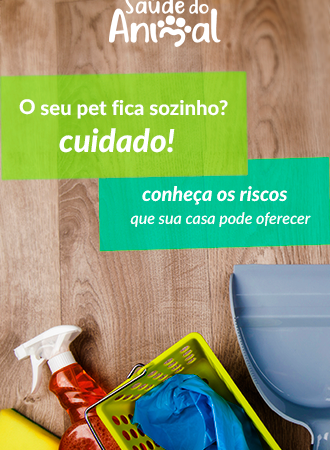 Saúde do
Animal
O seu pet fica sozinho?
cuidado!
conheça os riscos
que sua casa pode oferecer